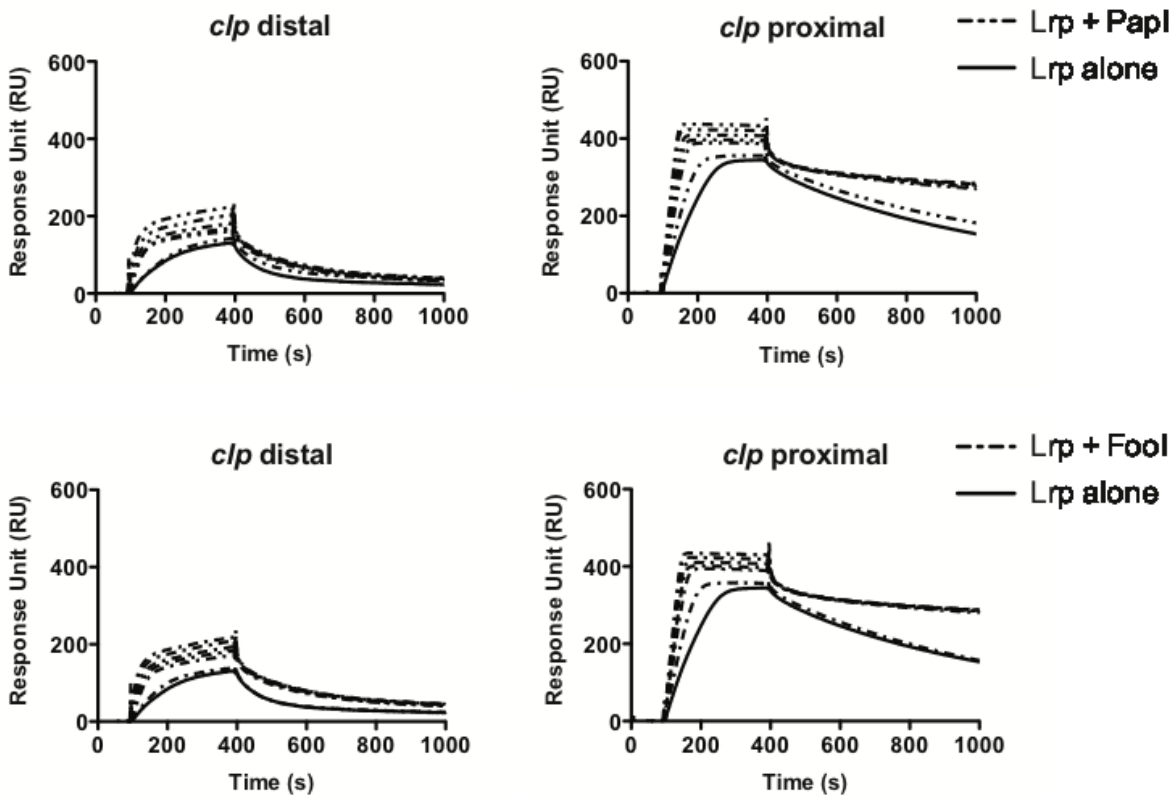 clp distal
clp proximal
Lrp + PapI
Lrp alone
Response Unit (RU)
600
400
200
0
0 200 400 600 800 1000
Time (s)
Response Unit (RU)
600
400
200
0
0 200 400 600 800 1000
Time (s)
clp distal
clp proximal
Lrp + FooI
Lrp alone
Response Unit (RU)
600
400
200
0
0 200 400 600 800 1000
Time (s)
Response Unit (RU)
600
400
200
0
0 200 400 600 800 1000
Time (s)